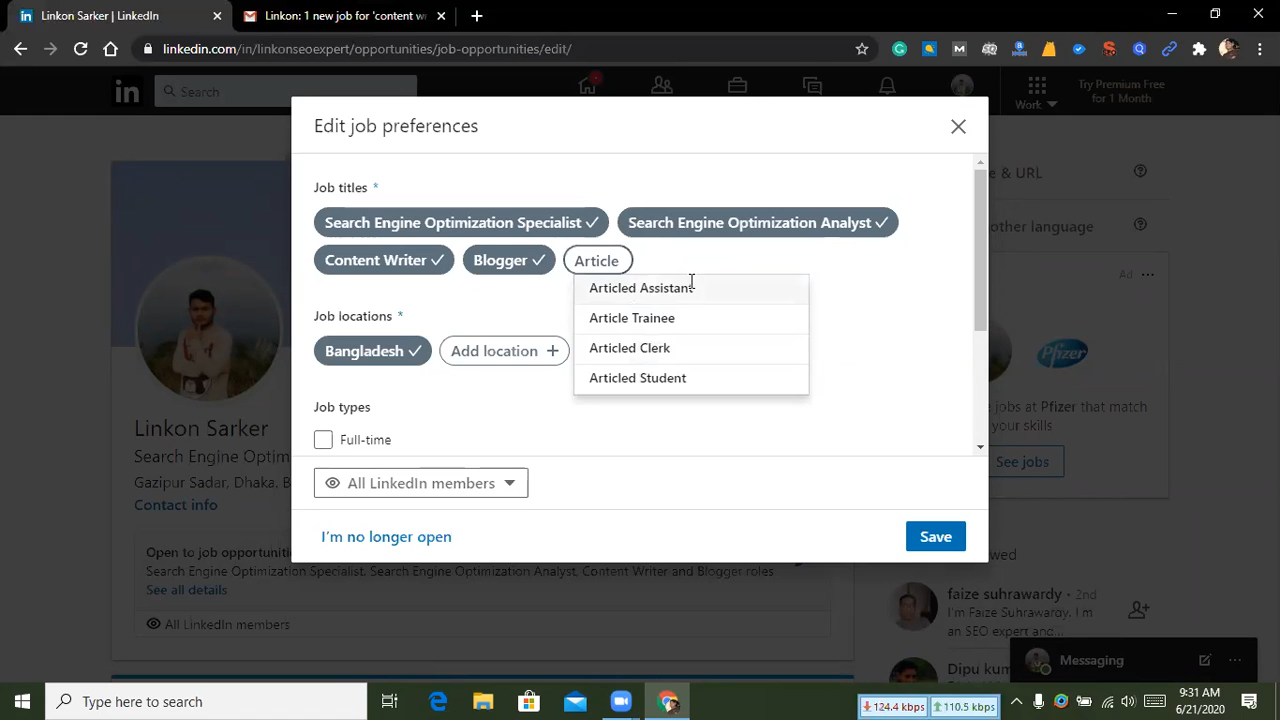 Linkon Sarker | LinkedIn
Linkon: 1 new job for 'content w
linkedin.com/in/linkonseoexpert/opportunities/job-opportunities/edit/
in
Search
Work
Try Premium Free
for 1 Month
Edit job preferences
Job titles *
Search Engine Optimization Specialist
Search Engine Optimization Analyst
Content Writer
Blogger
Article
Articled Assistant
Article Trainee
Articled Clerk
Articled Student
Job locations *
Bangladesh
Add location +
Job types
Full-time
All LinkedIn members
I'm no longer open
Save
& URL
other language
Ad ...
Pfizer
jobs at Pfizer that match
your skills
See jobs
Linkon Sarker
Search Engine Optim
Gazipur Sadar, Dhaka, B
Contact info
Open to job opportuniti
Search Engine Optimization Specialist, Search Engine Optimization Analyst, Content Writer and Blogger roles
See all details
All LinkedIn members
faize suhrawardy • 2nd
I'm Faize Suhrawardy. I'm
an SEO expert and...
Dipu kum
Messaging
Type here to search
124.4 kbps
110.5 kbps
9:31 AM
6/21/2020